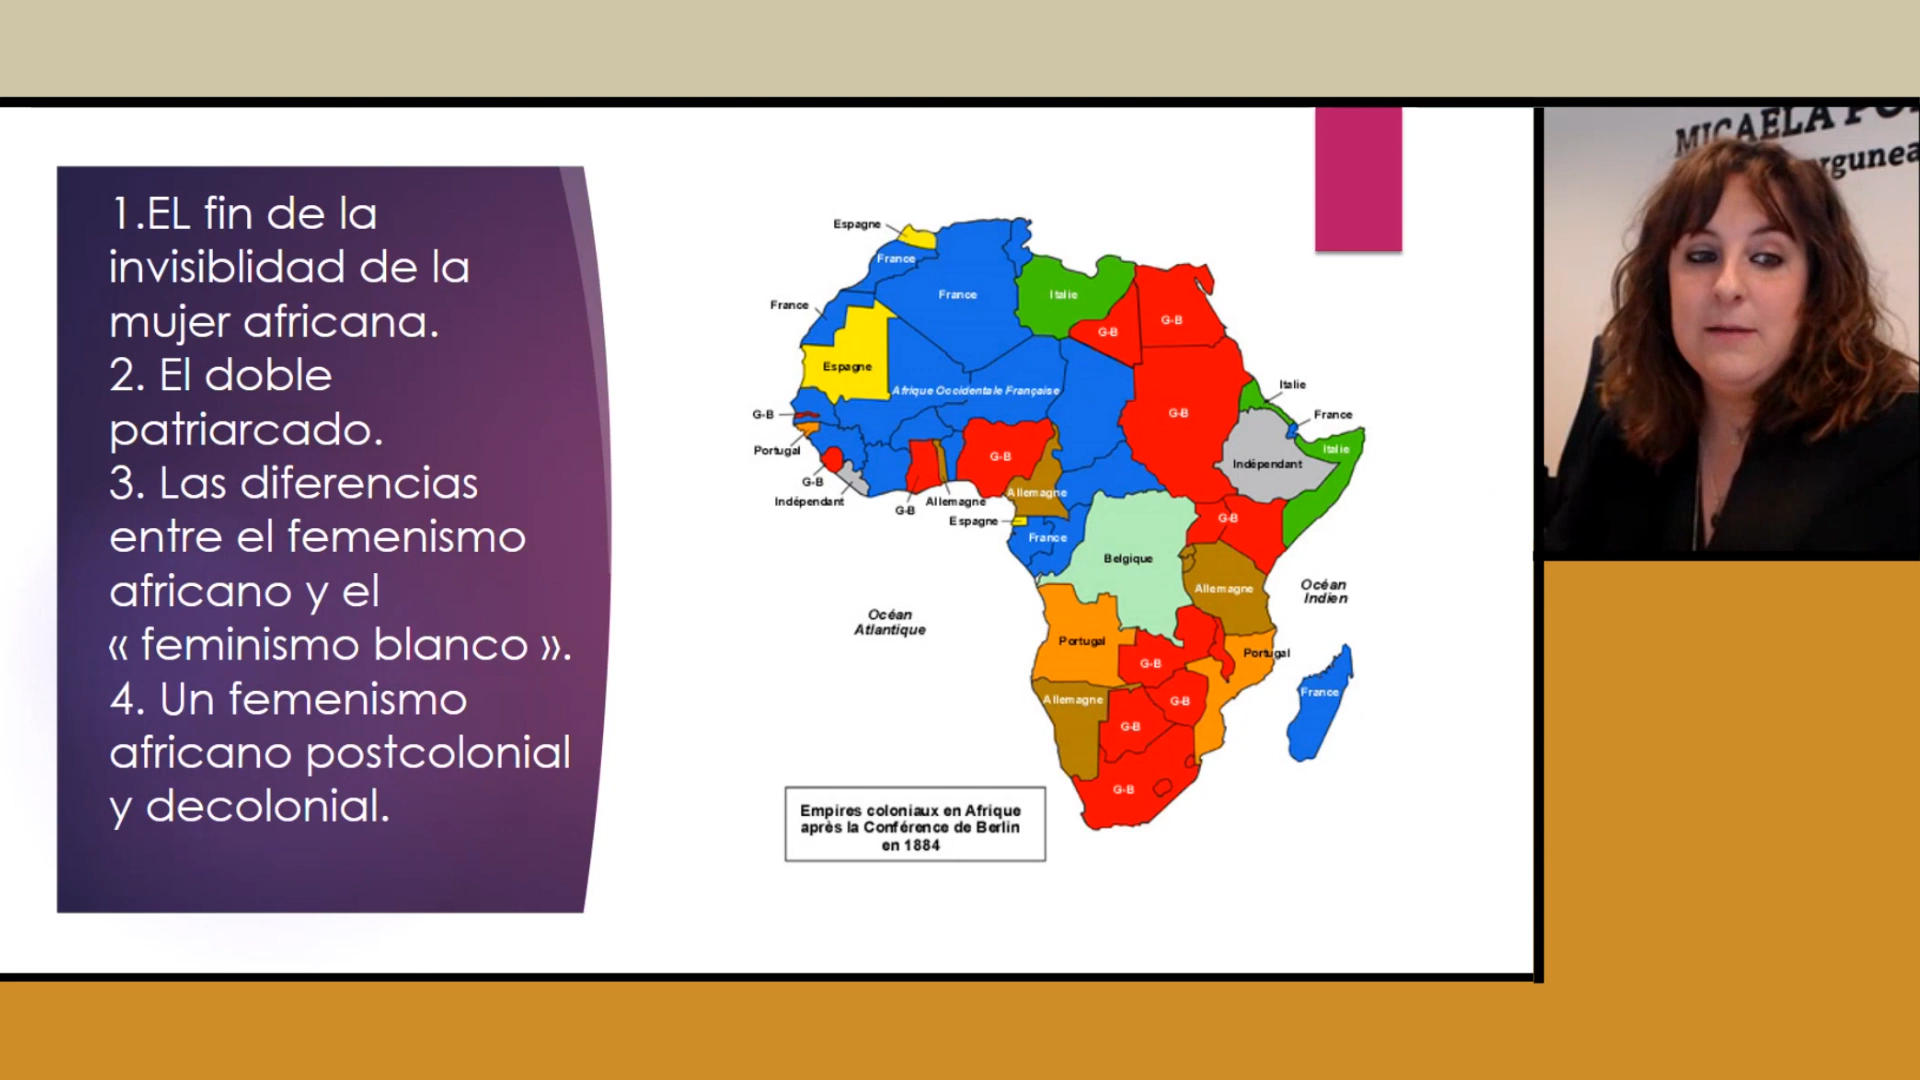 1.EL fin de la
invisiblidad de la
mujer africana.
2. El doble
patriarcado.
3. Las diferencias
entre el femenismo
africano y el
« feminismo blanco ».
4. Un femenismo
africano postcolonial
y decolonial.
Espagne
France
France
France
Italie
G-B
G-B
Espagne
Afrique Occidentale Française
G-B
G-B
Portugal
G-B
Indépendant
G-B
Allemagne
Espagne
G-B
Allemagne
France
Italie
France
Italie
Indépendant
G-B
Belgique
Allemagne
Océan
Indien
Océan
Atlantique
Portugal
G-B
Portugal
Allemagne
G-B
G-B
France
G-B
Empires coloniaux en Afrique
après la Conférence de Berlin
en 1884
MICAELA